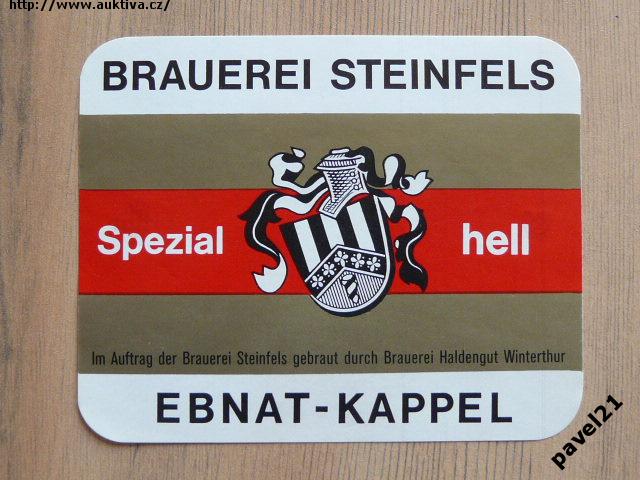 http://www.auktiva.cz/
BRAUEREI STEINFELS
Spezial hell
Im Auftrag der Brauerei Steinfels gebraut durch Brauerei Haldengut Winterthur
EBNAT-KAPPEL
pavel21